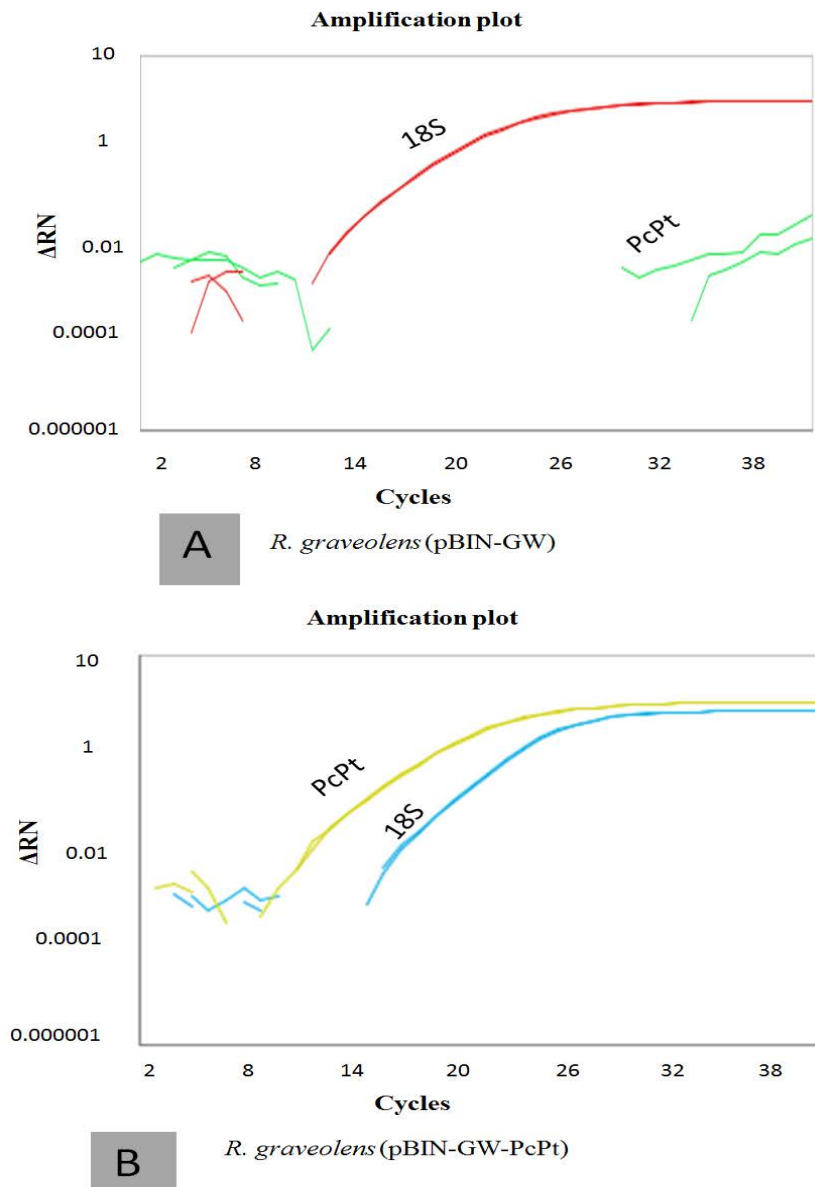 Amplification plot
10
1
0.01
0.0001
0.000001
ΔRN
18S
PcPt
2 8 14 20 26 32 38
Cycles
A
R. graveolens (pBIN-GW)
Amplification plot
10
1
0.01
0.0001
0.000001
ΔRN
PcPt
18S
2 8 14 20 26 32 38
Cycles
B
R. graveolens (pBIN-GW-PcPt)